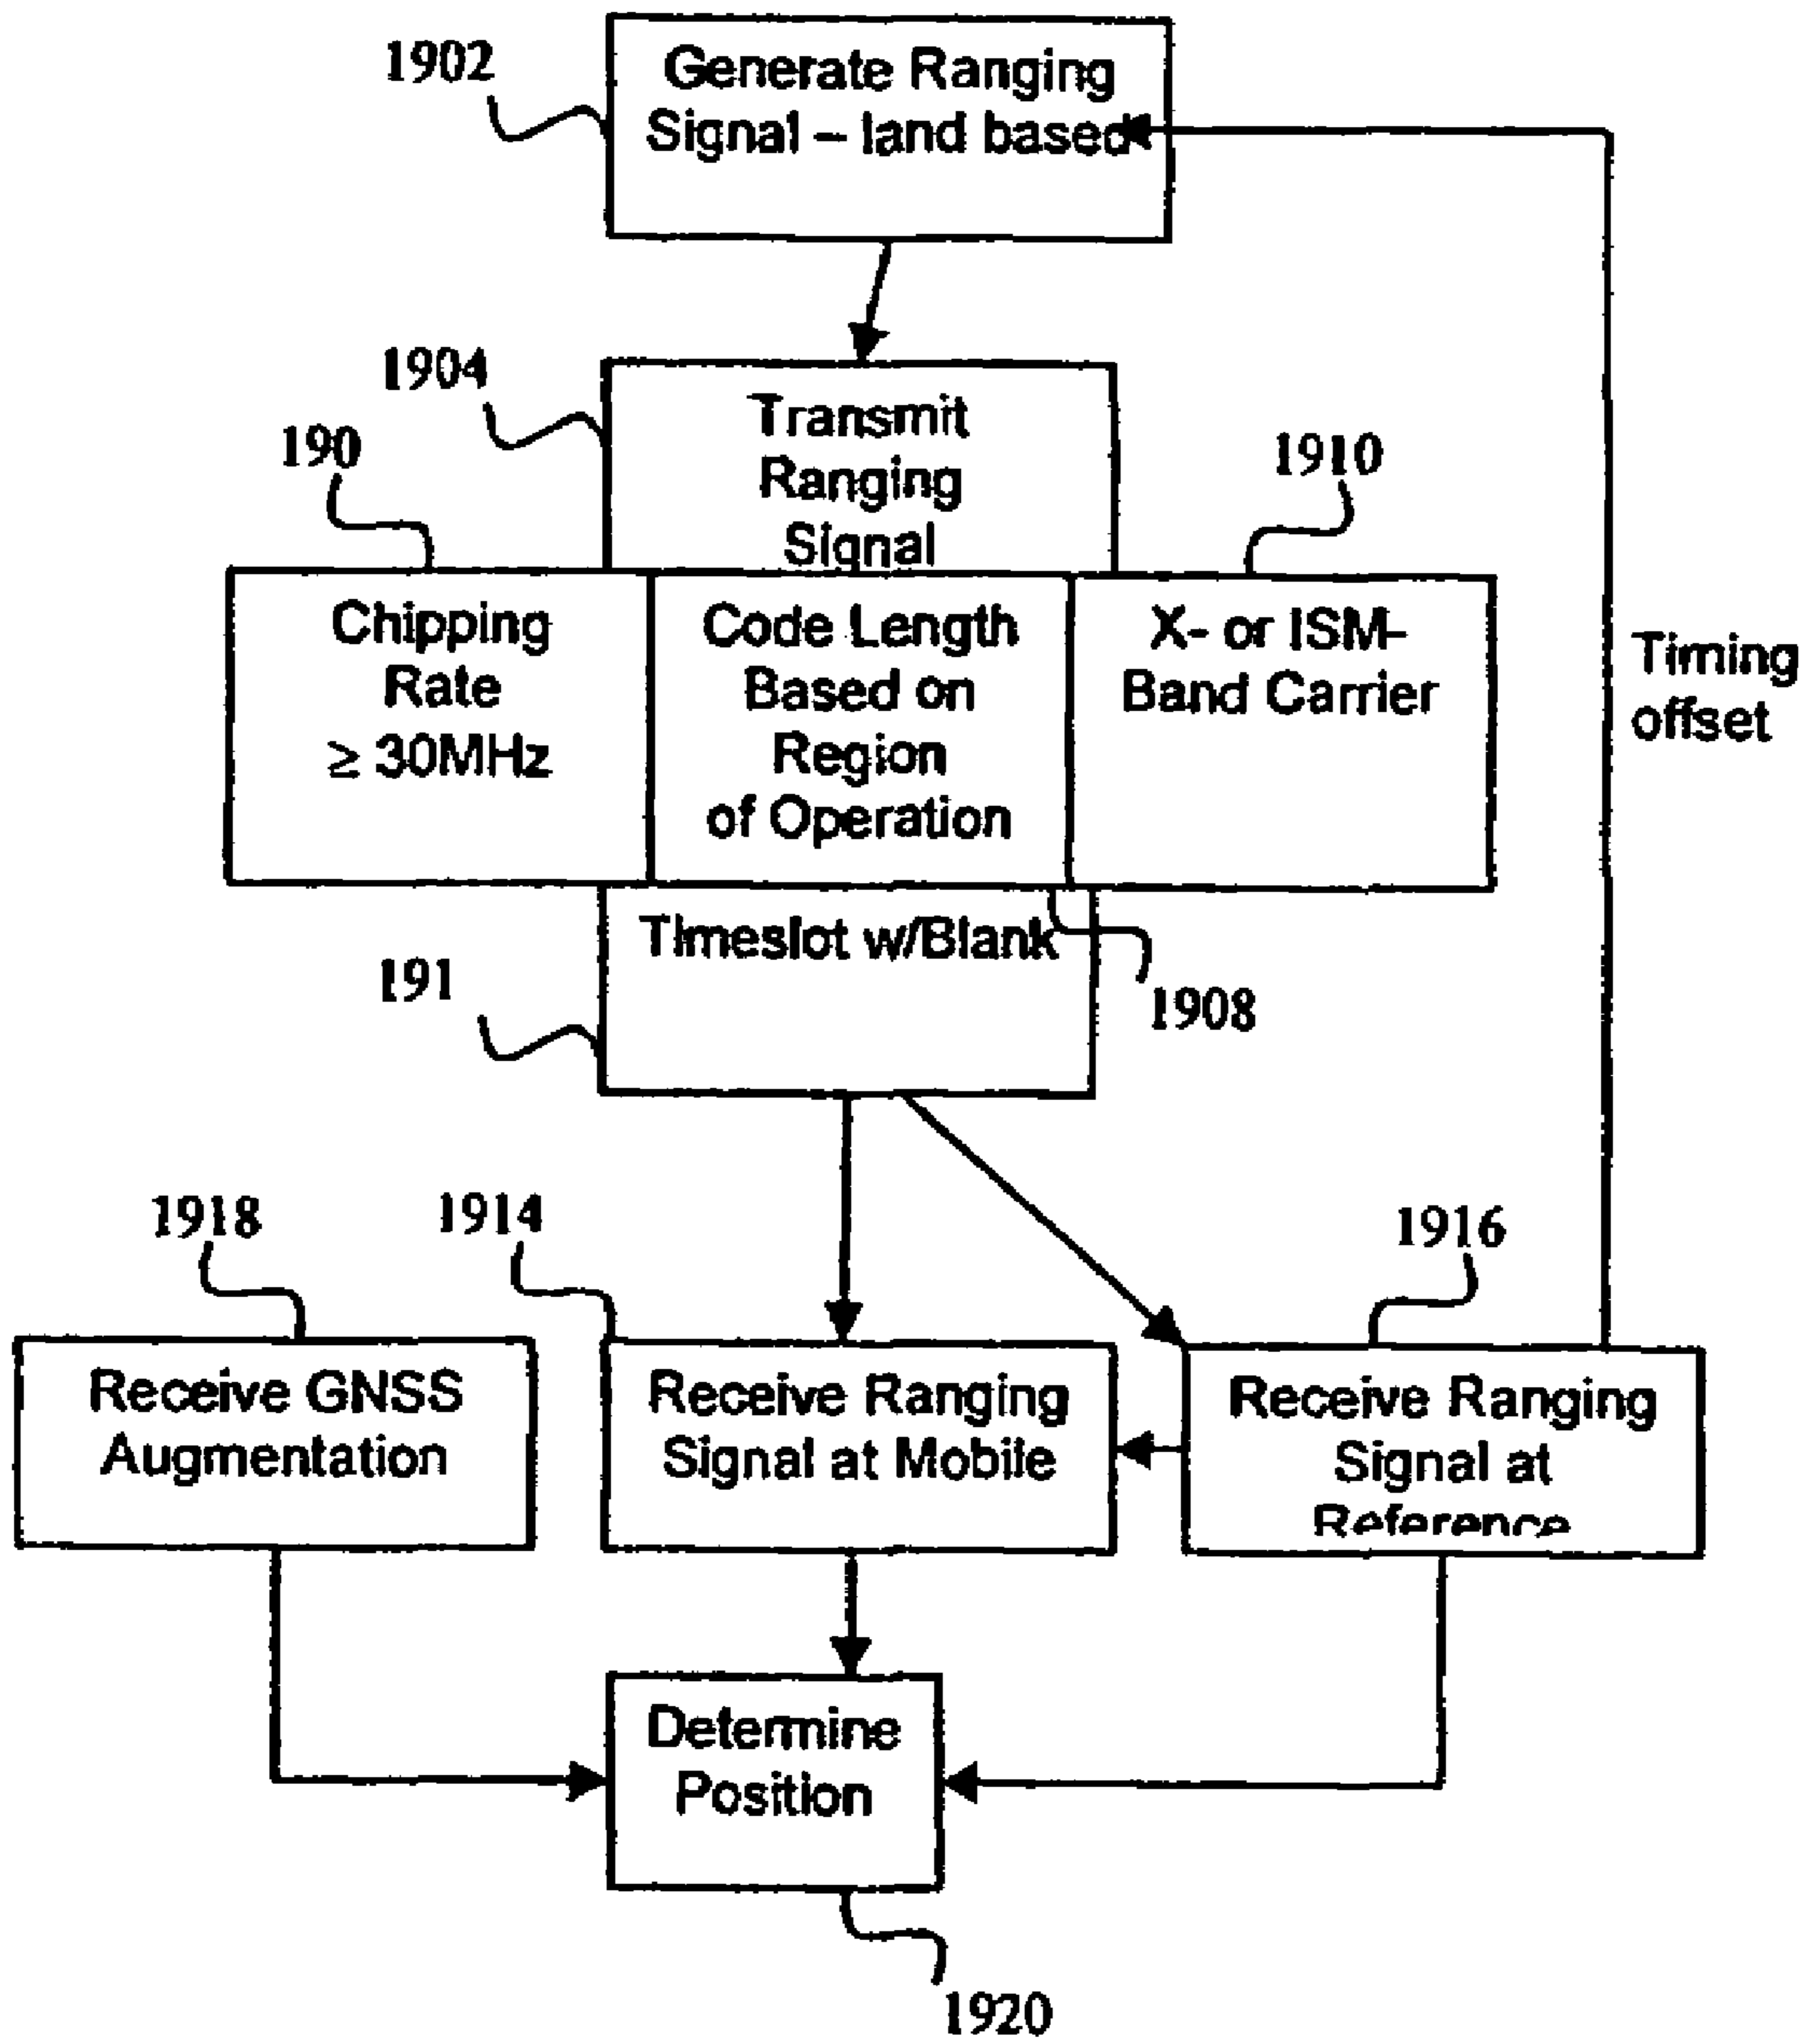 1902
Generate Ranging
Signal – land based
1904
Transmit
Ranging
Signal
190
1910
Chipping
Rate
≥ 30MHz
Code Length
Based on
Region
of Operation
X- or ISM-
Band Carrier
Timing
offset
Timeslot w/Blank
191
1908
1918
1914
1916
Receive GNSS
Augmentation
Receive Ranging
Signal at Mobile
Receive Ranging
Signal at
Reference
Determine
Position
1920